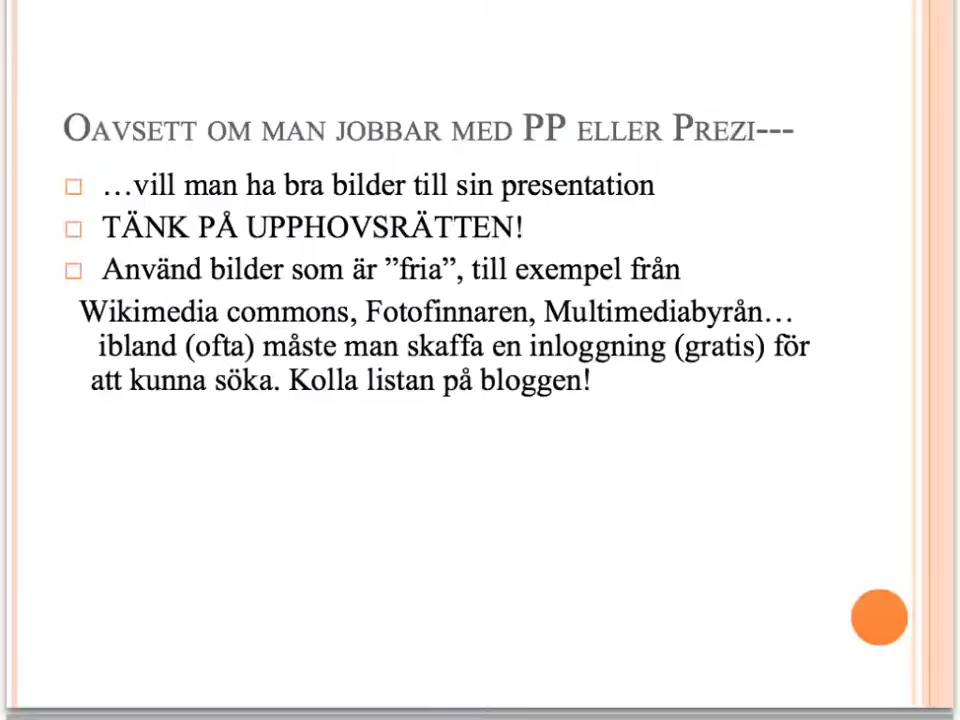 Oavsett om man jobbar med PP eller Prezi---
…vill man ha bra bilder till sin presentation
TÄNK PÅ UPPHOVSRÄTTEN!
Använd bilder som är ”fria”, till exempel från
Wikimedia commons, Fotofinnaren, Multimediabyrån…
ibland (ofta) måste man skaffa en inloggning (gratis) för
att kunna söka. Kolla listan på bloggen!